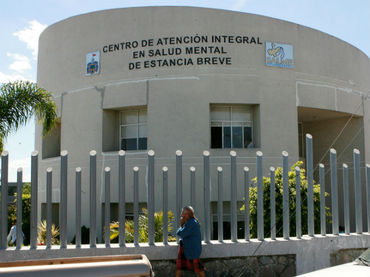 CENTRO DE ATENCIÓN INTEGRAL
EN SALUD MENTAL
DE ESTANCIA BREVE